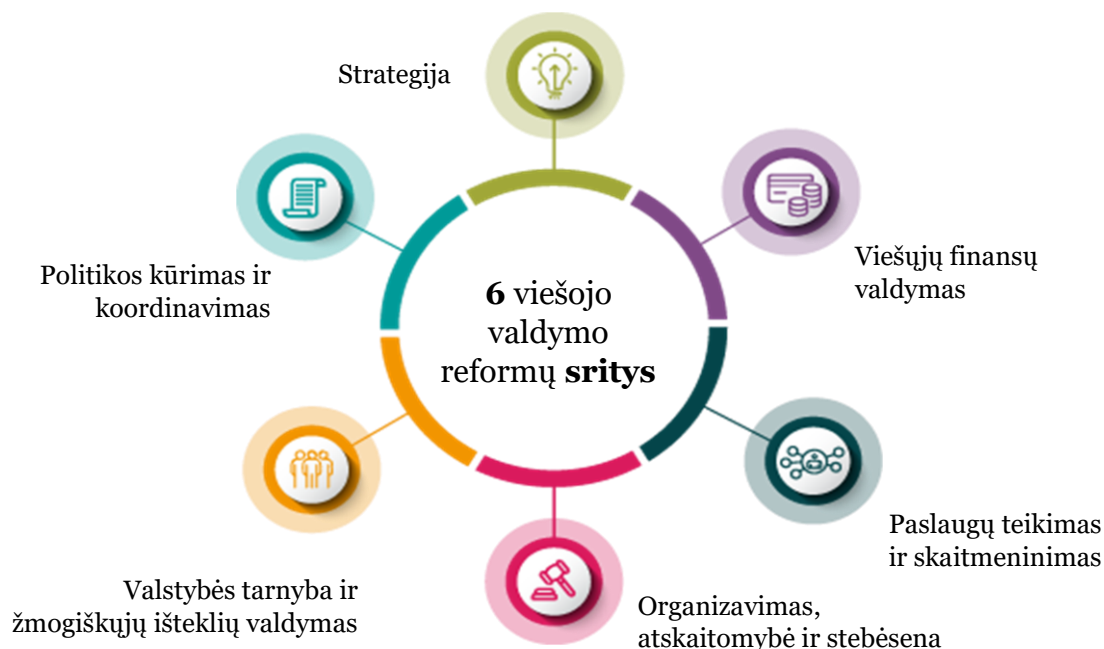 Strategija
Viešųjų finansų
valdymas
Politikos kūrimas ir
koordinavimas
6 viešojo
valdymo
reformų sritys
Paslaugų teikimas
ir skaitmeninimas
Valstybės tarnyba ir
žmogiškųjų išteklių valdymas
Organizavimas,
atskaitomybė ir stebėsena